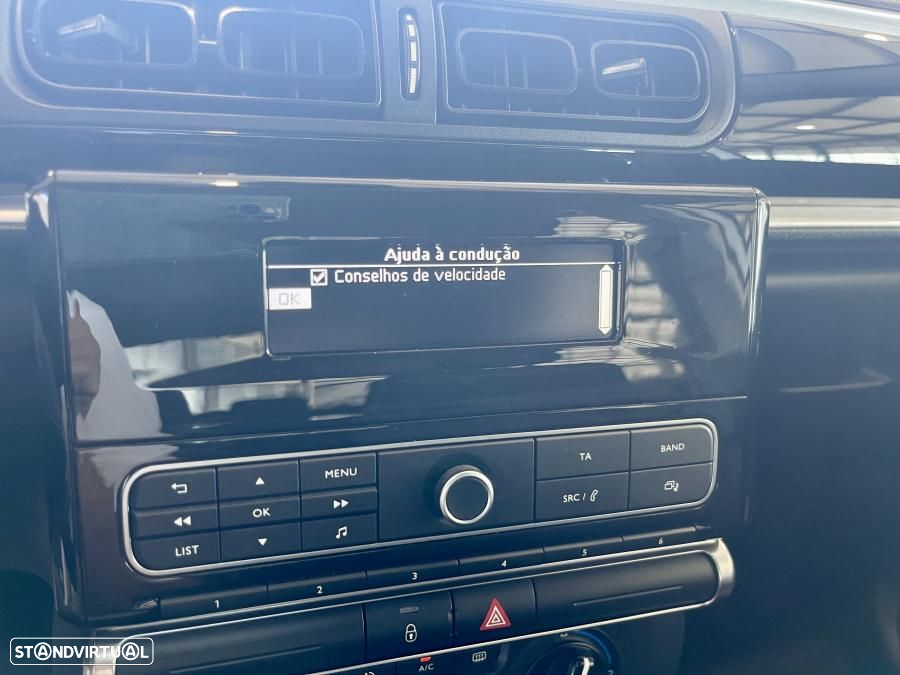 Ajuda à condução
Conselhos de velocidade
OK
MENU
TA
BAND
OK
SRC /
LIST
1 2 3 4 5 6
A/C
STANDVIRTUAL